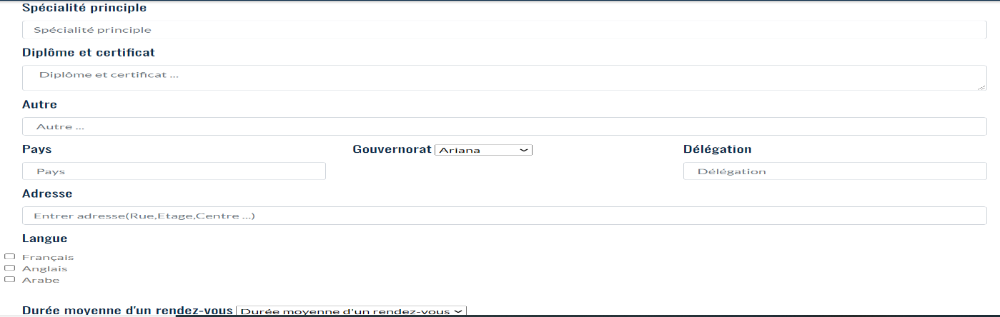 Spécialité principle
Spécialité principle
Diplôme et certificat
Diplôme et certificat ...
Autre
Autre ...
Pays
Gouvernorat Ariana
Délégation
Pays
Délégation
Adresse
Entrer adresse(Rue,Etage,Centre ...)
Langue
Français
Anglais
Arabe
Durée moyenne d'un rendez-vous Durée moyenne d'un rendez-vous